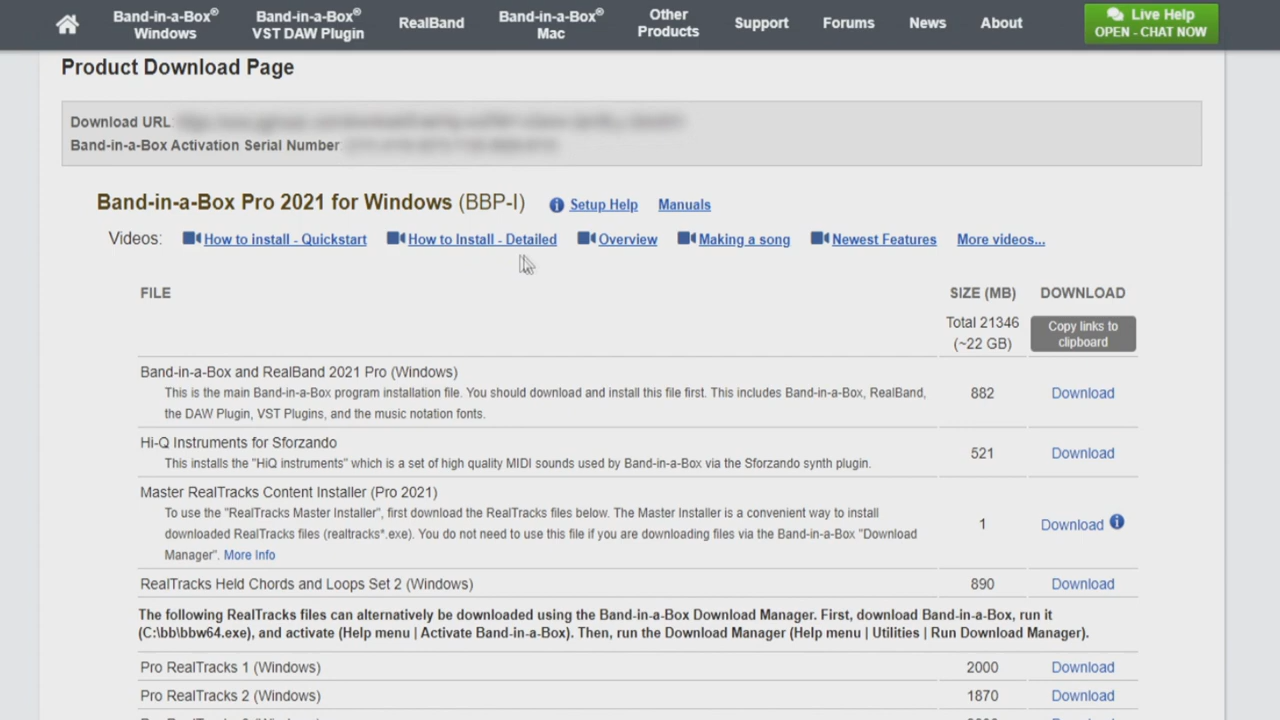 Band-in-a-Box® Windows
Band-in-a-Box® VST DAW Plugin
RealBand
Band-in-a-Box® Mac
Other Products
Support
Forums
News
About
Live Help
OPEN - CHAT NOW
Product Download Page
Download URL
Band-in-a-Box Activation Serial Number
Band-in-a-Box Pro 2021 for Windows (BBP-I) Setup Help Manuals
Videos: How to install - Quickstart How to Install - Detailed Overview Making a song Newest Features More videos...
FILE SIZE (MB) DOWNLOAD
Total 21346 (~22 GB)
Copy links to clipboard
Band-in-a-Box and RealBand 2021 Pro (Windows)
This is the main Band-in-a-Box program installation file. You should download and install this file first. This includes Band-in-a-Box, RealBand,
the DAW Plugin, VST Plugins, and the music notation fonts.
882 Download
Hi-Q Instruments for Sforzando
This installs the "HiQ instruments" which is a set of high quality MIDI sounds used by Band-in-a-Box via the Sforzando synth plugin.
521 Download
Master RealTracks Content Installer (Pro 2021)
To use the "RealTracks Master Installer", first download the RealTracks files below. The Master Installer is a convenient way to install
downloaded RealTracks files (realtracks*.exe). You do not need to use this file if you are downloading files via the Band-in-a-Box "Download
Manager". More Info
1 Download
RealTracks Held Chords and Loops Set 2 (Windows) 890 Download
The following RealTracks files can alternatively be downloaded using the Band-in-a-Box Download Manager. First, download Band-in-a-Box, run it
(C:\bb\bbw64.exe), and activate (Help menu | Activate Band-in-a-Box). Then, run the Download Manager (Help menu | Utilities | Run Download Manager).
Pro RealTracks 1 (Windows) 2000 Download
Pro RealTracks 2 (Windows) 1870 Download